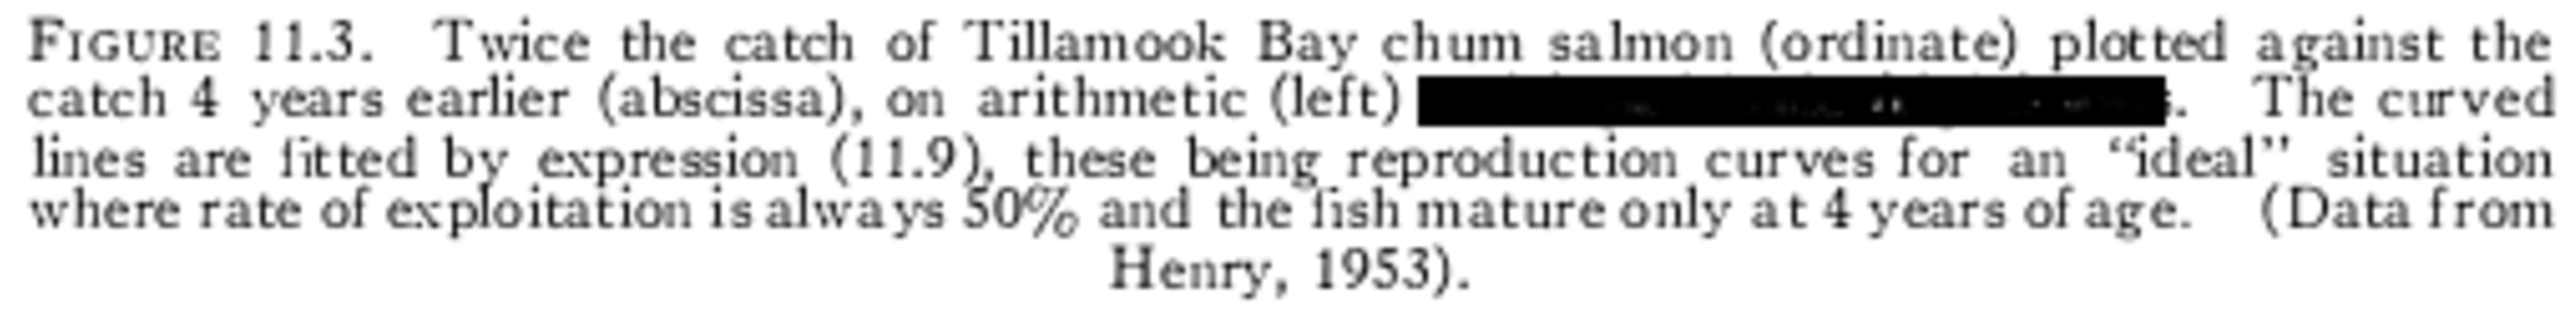 FIGURE 11.3. Twice the catch of Tillamook Bay chum salmon (ordinate) plotted against the
catch 4 years earlier (abscissa), on arithmetic (left) . The curved
lines are fitted by expression (11.9), these being reproduction curves for an “ideal” situation
where rate of exploitation is always 50% and the fish mature only at 4 years of age. (Data from
Henry, 1953).